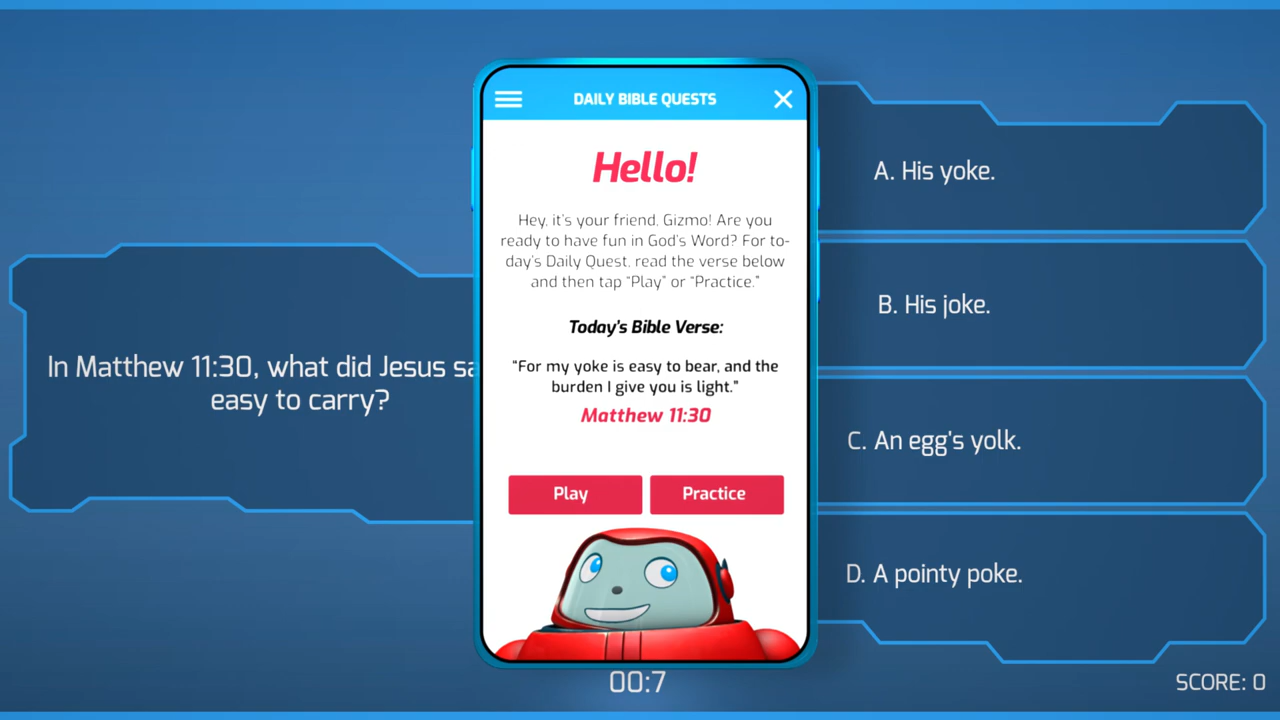 DAILY BIBLE QUESTS
Hello!
Hey, it's your friend, Gizmo! Are you
ready to have fun in God's Word? For to-
day's Daily Quest, read the verse below
and then tap “Play” or “Practice.”
Today's Bible Verse:
“For my yoke is easy to bear, and the
burden I give you is light.”
Matthew 11:30
Play
Practice
In Matthew 11:30, what did Jesus
easy to carry?
A. His yoke.
B. His joke.
C. An egg's yolk.
D. A pointy poke.
00:7
SCORE: 0